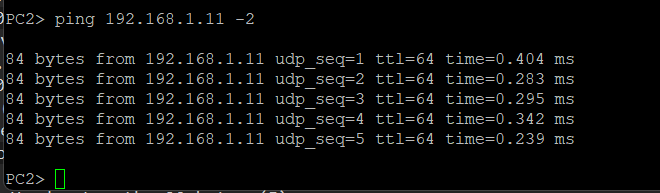 PC2> ping 192.168.1.11 -2
84 bytes from 192.168.1.11 udp_seq=1 ttl=64 time=0.404 ms
84 bytes from 192.168.1.11 udp_seq=2 ttl=64 time=0.283 ms
84 bytes from 192.168.1.11 udp_seq=3 ttl=64 time=0.295 ms
84 bytes from 192.168.1.11 udp_seq=4 ttl=64 time=0.342 ms
84 bytes from 192.168.1.11 udp_seq=5 ttl=64 time=0.239 ms
PC2>